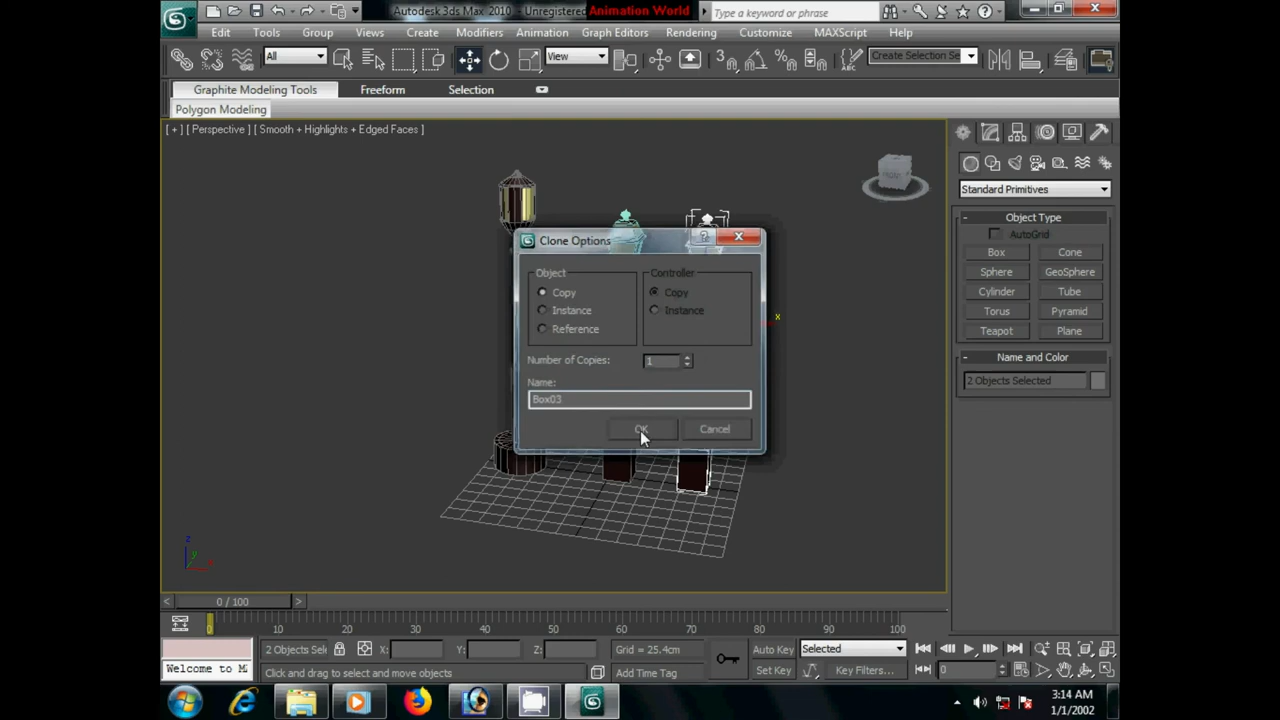 Autodesk 3ds Max 2010 - Unregistered
Animation World
Type a keyword or phrase
Edit Tools Group Views Create Modifiers Animation Graph Editors Rendering Customize MAXScript Help
All
View
3
Create Selection Se
Graphite Modeling Tools Freeform Selection
Polygon Modeling
[ + ] [ Perspective ] [ Smooth + Highlights + Edged Faces ]
Standard Primitives
- Object Type
AutoGrid
Box Cone
Sphere GeoSphere
Cylinder Tube
Torus Pyramid
Teapot Plane
- Name and Color
2 Objects Selected
Clone Options
Object
Copy
Instance
Reference
Controller
Copy
Instance
Number of Copies: 1
Name:
Box03
OK Cancel
x
z
y
x
< 0 / 100 >
0 10 20 30 40 50 60 70 80 90 100
2 Objects Sel X: Y: Z: Grid = 25.4cm Auto Key Selected
Welcome to M
Click and drag to select and move objects Add Time Tag Set Key Key Filters... 0
3:14 AM
1/1/2002